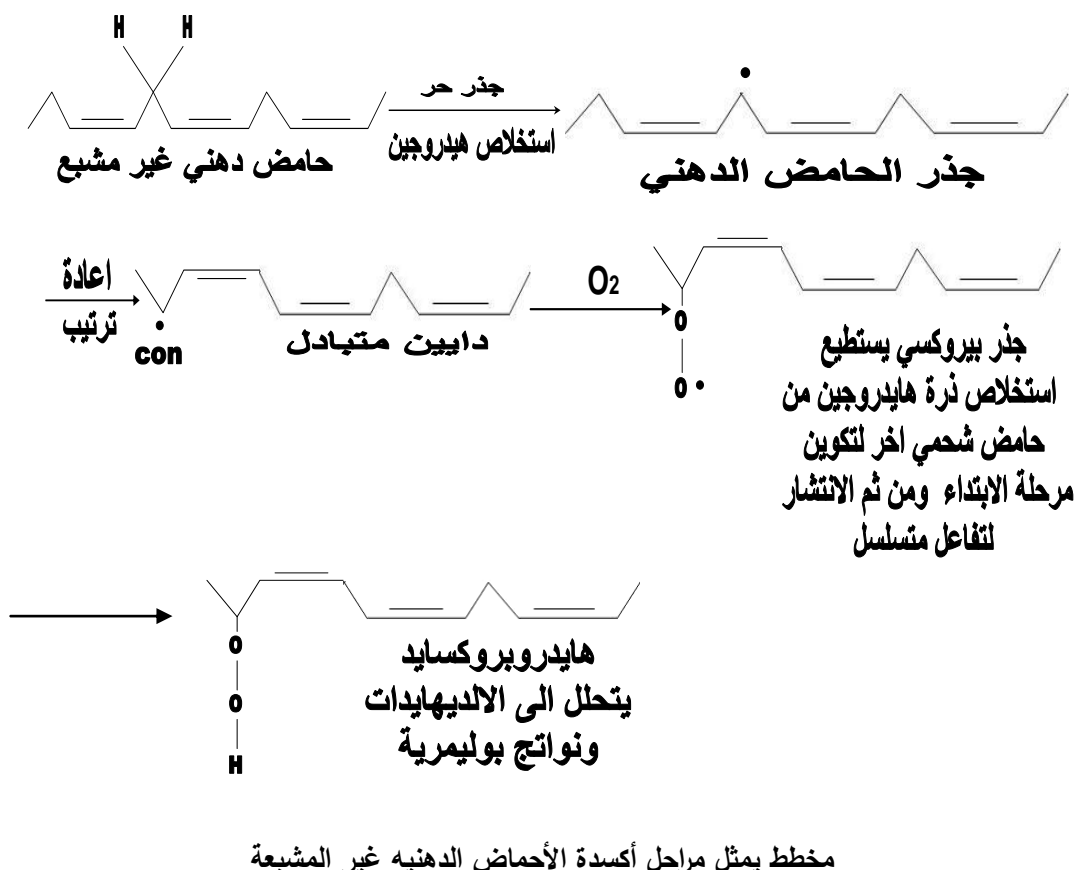 H H
جذر حر
استخلاص هيدروجين
حامض دهني غير مشبع
جذر الحامض الدهني
اعادة
ترتيب
con
دايين متبادل
O2
O
O
جذر بيروكسي يستطيع
استخلاص ذرة هايدروجين من
حامض شحمي اخر لتكوين
مرحلة الابتداء ومن ثم الانتشار
لتفاعل متسلسل
O
O
H
هايدروبروكسايد
يتحلل الى الالديهايدات
ونواتج بوليمرية
مخطط يمثل مراحل أكسدة الأحماض الدهنيه غير المشبعة